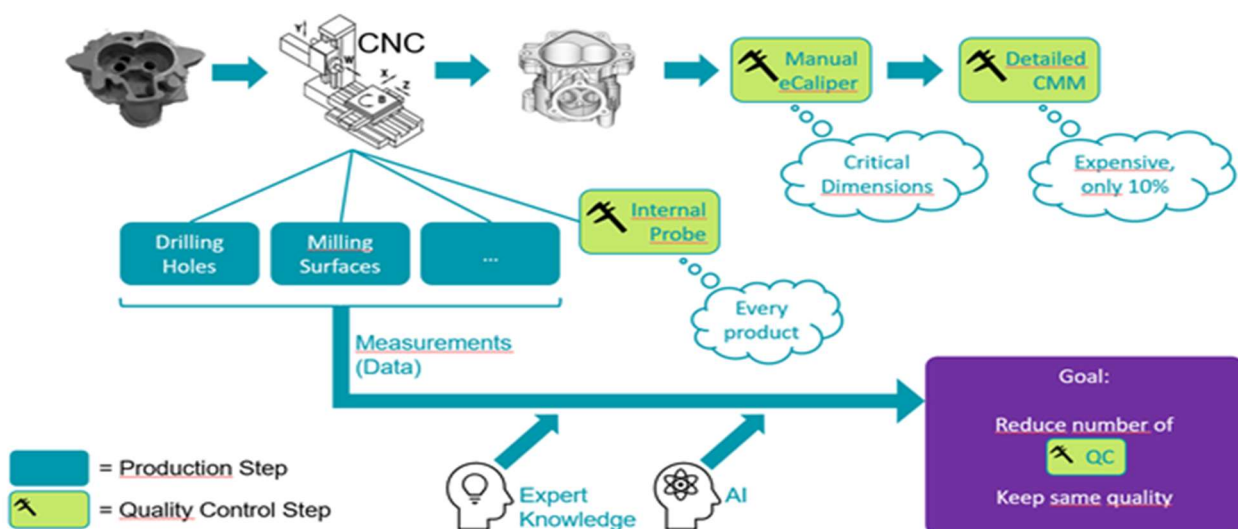 CNC
Y
W
X
Z
C
Manual
eCaliper
Detailed
CMM
Critical
Dimensions
Expensive,
only 10%
Drilling
Holes
Milling
Surfaces
...
Internal
Probe
Every
product
Measurements
(Data)
Goal:
Reduce number of
QC
Keep same quality
= Production Step
= Quality Control Step
Expert
Knowledge
AI